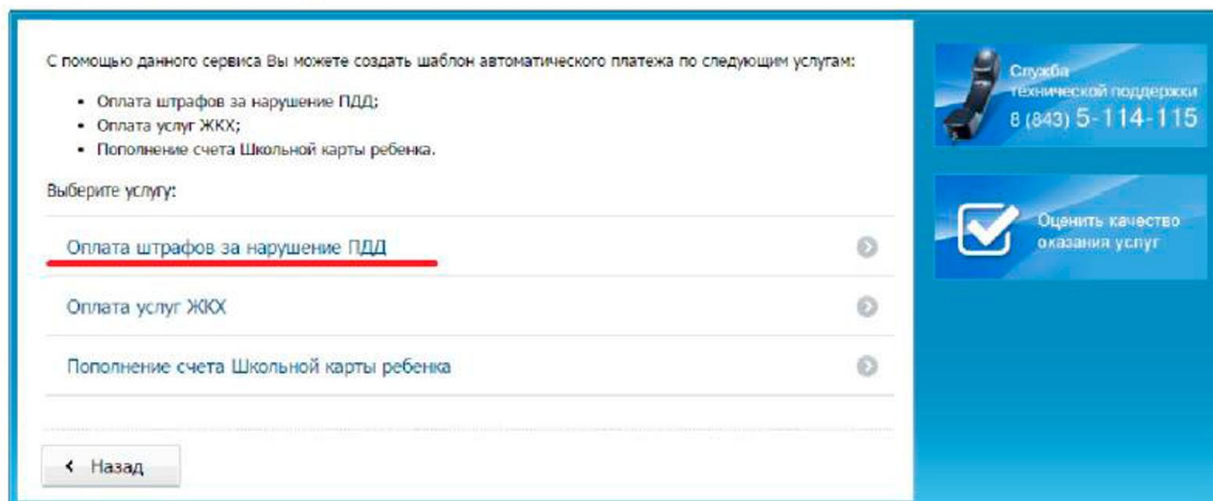 С помощью данного сервиса Вы можете создать шаблон автоматического платежа по следующим услугам:
• Оплата штрафов за нарушение ПДД;
• Оплата услуг ЖКХ;
• Пополнение счета Школьной карты ребенка.
Выберите услугу:
Оплата штрафов за нарушение ПДД
Оплата услуг ЖКХ
Пополнение счета Школьной карты ребенка
Назад
Служба
технической поддержки
8 (843) 5-114-115
Оценить качество
оказания услуг